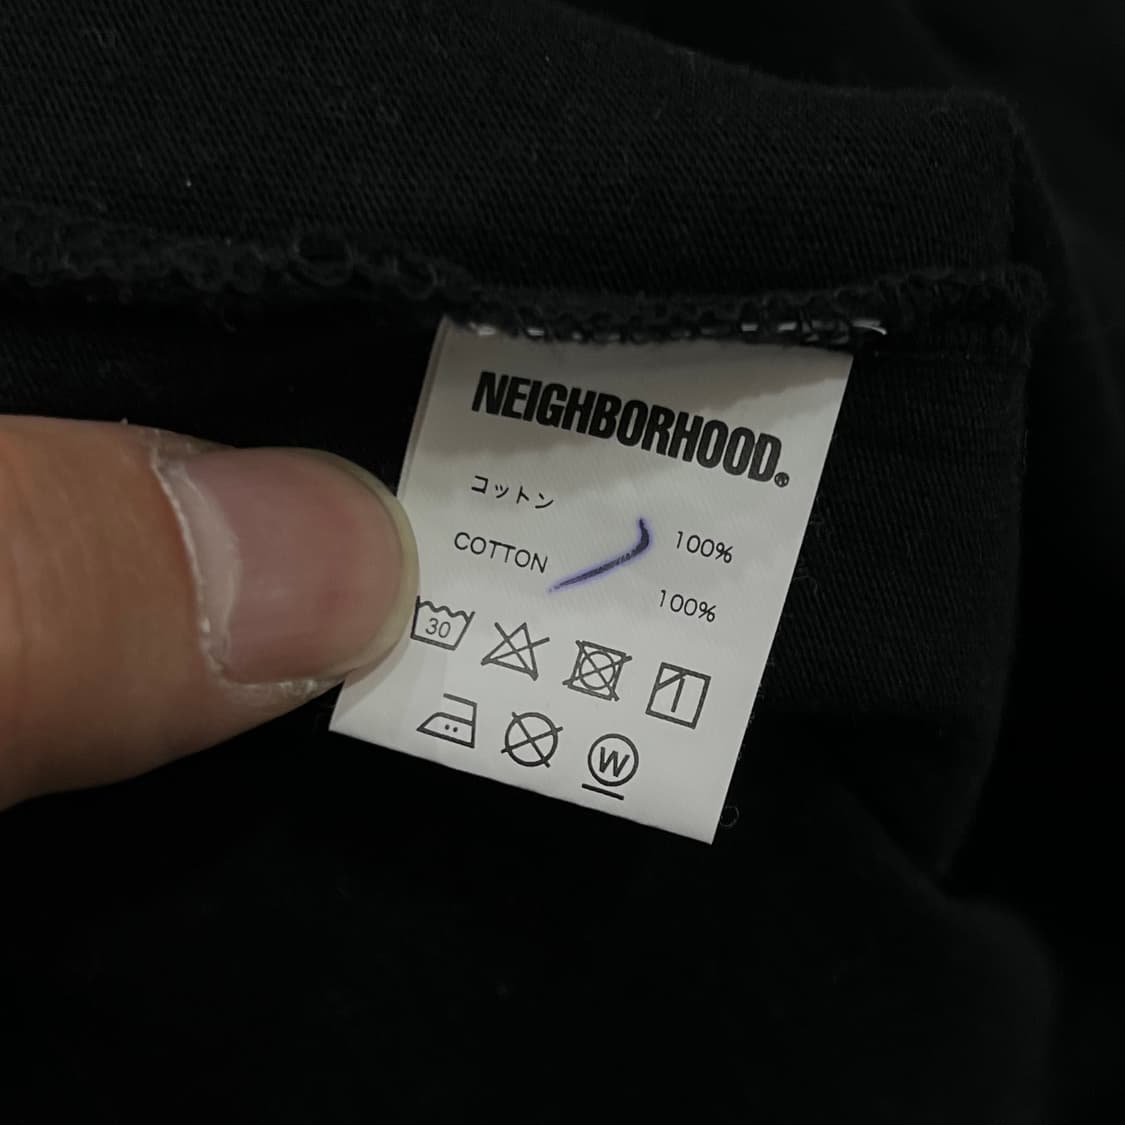 NEIGHBORHOOD®
コットン 100%
COTTON 100%
30
W